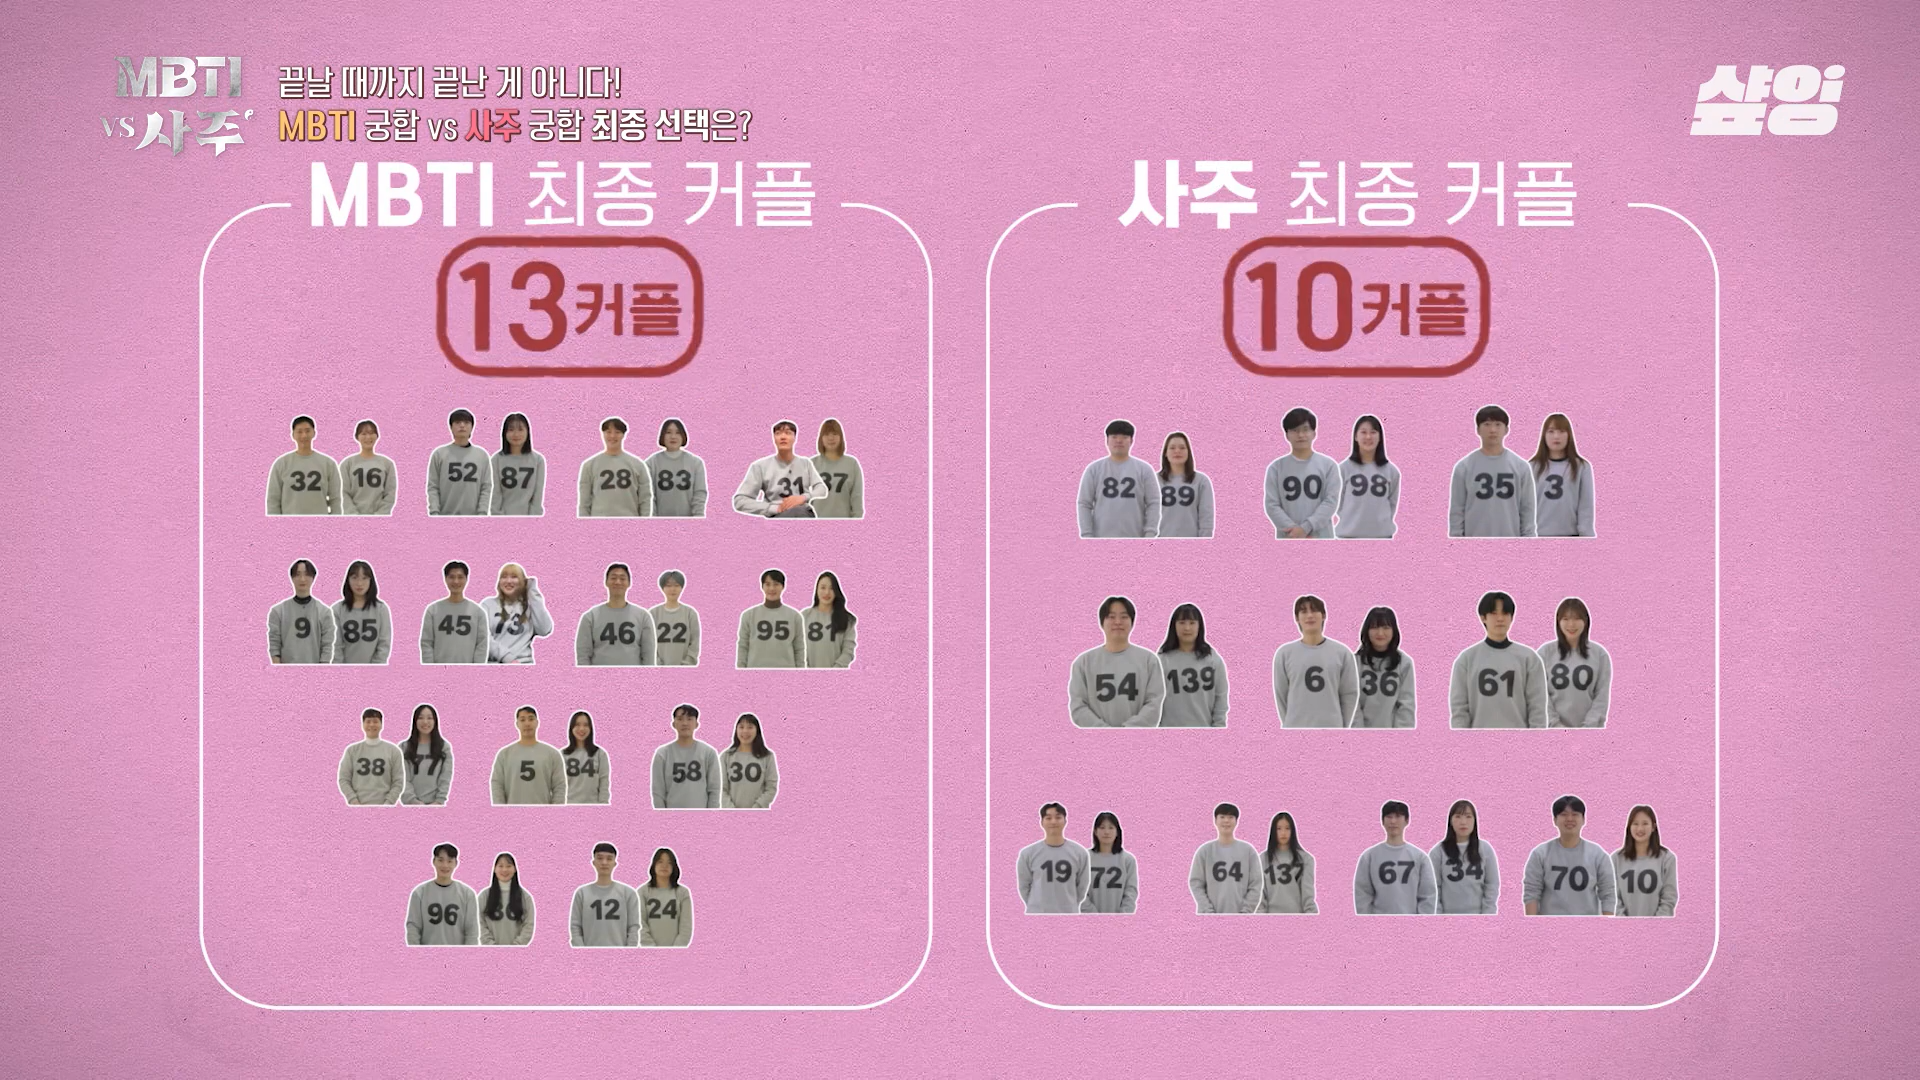 MBTI
vs 사주
끝날 때까지 끝난 게 아니다!
MBTI 궁합 vs 사주 궁합 최종 선택은?
샾잉
MBTI 최종 커플
13커플
32 16 52 87 28 83 31 37
9 85 45 73 46 22 95 81
38 77 5 84 58 30
96 12 24
사주 최종 커플
10커플
82 89 90 98 35 3
54 139 6 36 61 80
19 72 64 137 67 34 70 10